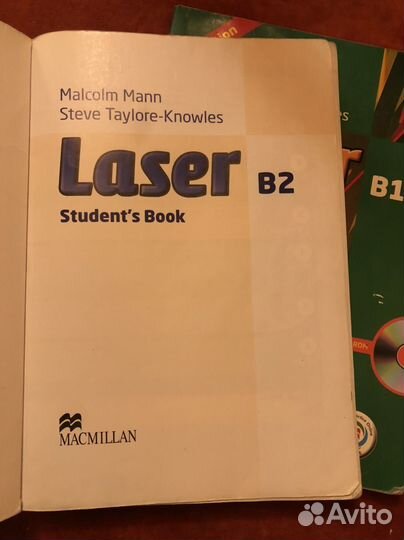 Malcolm Mann
Steve Taylore-Knowles
Laser B2
Student's Book
MACMILLAN
B1
Avito